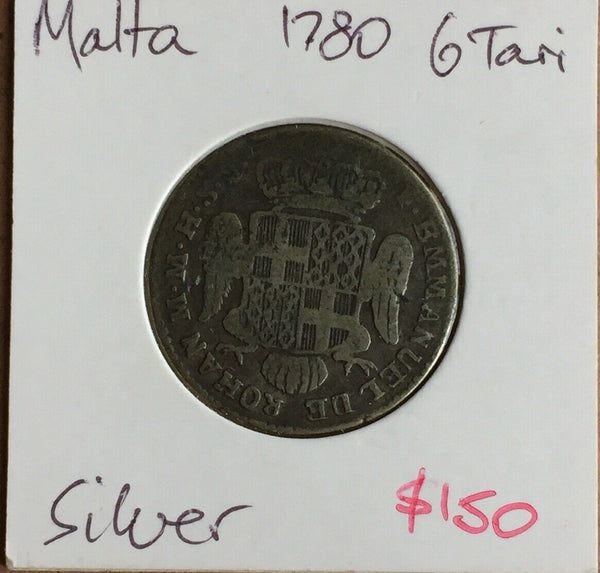 Malta 1780 6 Tari
F. EMMANUEL DE ROHAN M. M. H. S. S.
Silver
$150